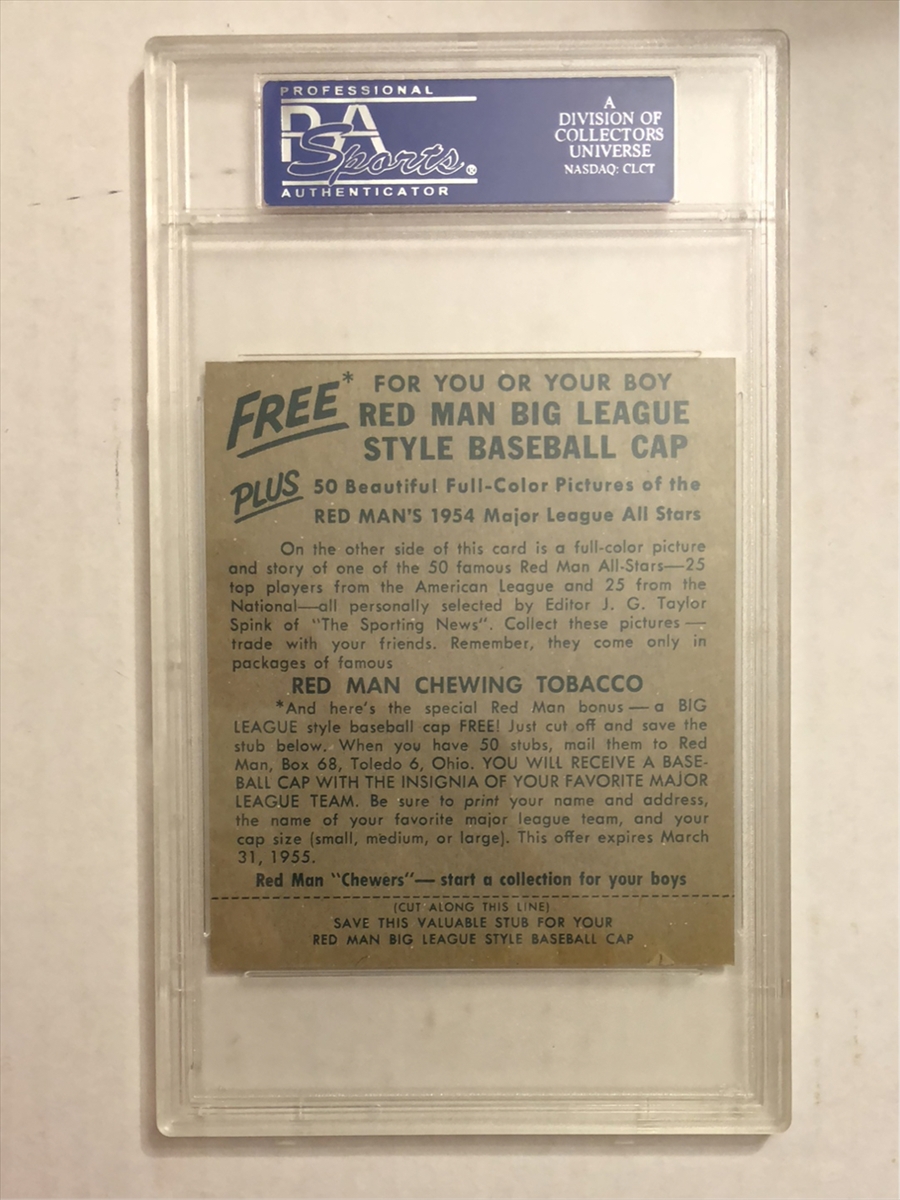 PROFESSIONAL
PSA
Sports®
AUTHENTICATOR
A
DIVISION OF
COLLECTORS
UNIVERSE
NASDAQ: CLCT
FREE* FOR YOU OR YOUR BOY
RED MAN BIG LEAGUE
STYLE BASEBALL CAP
PLUS 50 Beautiful Full-Color Pictures of the
RED MAN'S 1954 Major League All Stars
On the other side of this card is a full-color picture
and story of one of the 50 famous Red Man All-Stars—25
top players from the American League and 25 from the
National—all personally selected by Editor J. G. Taylor
Spink of "The Sporting News". Collect these pictures —
trade with your friends. Remember, they come only in
packages of famous
RED MAN CHEWING TOBACCO
*And here's the special Red Man bonus — a BIG
LEAGUE style baseball cap FREE! Just cut off and save the
stub below. When you have 50 stubs, mail them to Red
Man, Box 68, Toledo 6, Ohio. YOU WILL RECEIVE A BASE-
BALL CAP WITH THE INSIGNIA OF YOUR FAVORITE MAJOR
LEAGUE TEAM. Be sure to print your name and address,
the name of your favorite major league team, and your
cap size (small, medium, or large). This offer expires March
31, 1955.
Red Man "Chewers"— start a collection for your boys
(CUT ALONG THIS LINE)
SAVE THIS VALUABLE STUB FOR YOUR
RED MAN BIG LEAGUE STYLE BASEBALL CAP